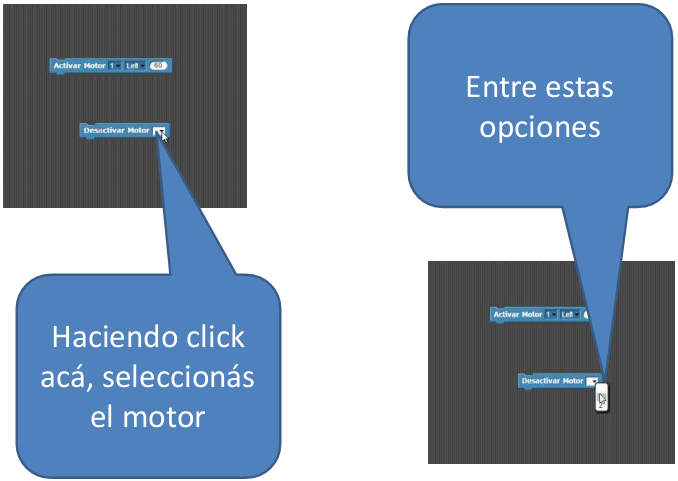 Activar Motor 1 Left 60
Desactivar Motor
Haciendo click
acá, seleccionás
el motor
Entre estas
opciones
Activar Motor 1 Left
Desactivar Motor
2